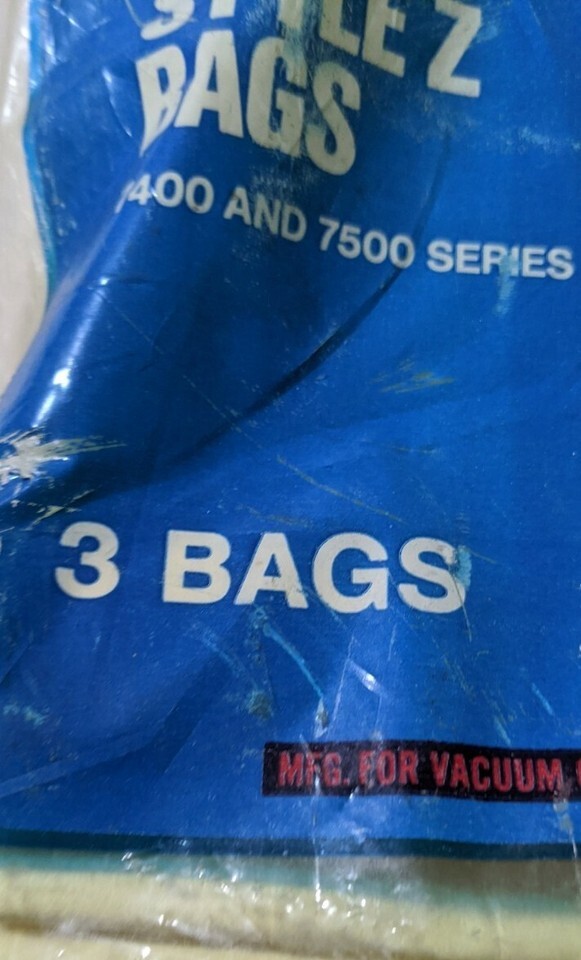 STYLE Z
BAGS
7400 AND 7500 SERIES
3 BAGS
MFG. FOR VACUUM